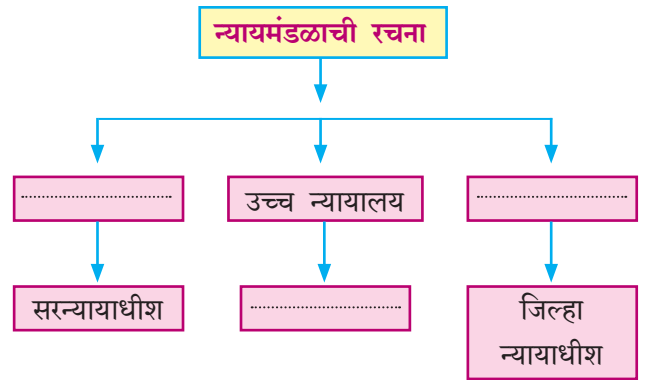 न्यायमंडळाची रचना
उच्च न्यायालय
सरन्यायाधीश
जिल्हा
न्यायाधीश